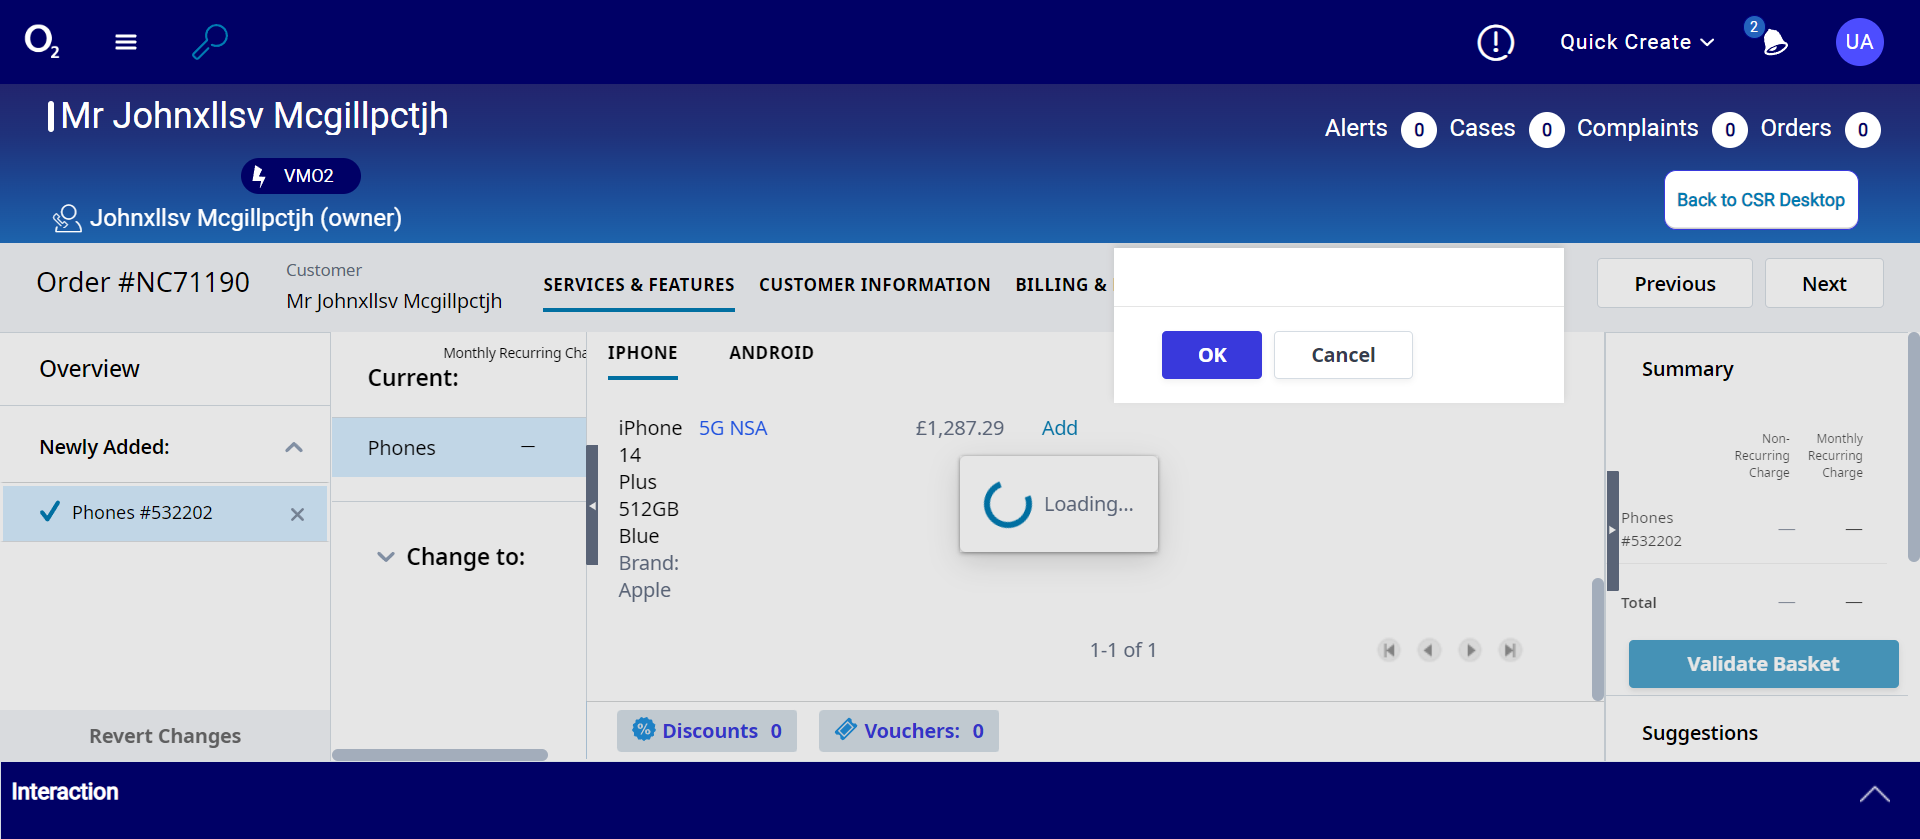 O2
Quick Create
2
UA
Mr Johnxllsv Mcgillpctjh
Alerts 0 Cases 0 Complaints 0 Orders 0
VMO2
Johnxllsv Mcgillpctjh (owner)
Back to CSR Desktop
Order #NC71190
Customer
Mr Johnxllsv Mcgillpctjh
SERVICES & FEATURES CUSTOMER INFORMATION BILLING &
Previous Next
OK Cancel
Overview
Newly Added:
Phones #532202
Revert Changes
Monthly Recurring Cha
Current:
Phones —
Change to:
IPHONE ANDROID
iPhone 5G NSA £1,287.29 Add
14
Plus
512GB
Blue
Brand:
Apple
Loading...
1-1 of 1
Discounts 0 Vouchers: 0
Summary
Non- Monthly
Recurring Recurring
Charge Charge
Phones
#532202 — —
Total — —
Validate Basket
Suggestions
Interaction